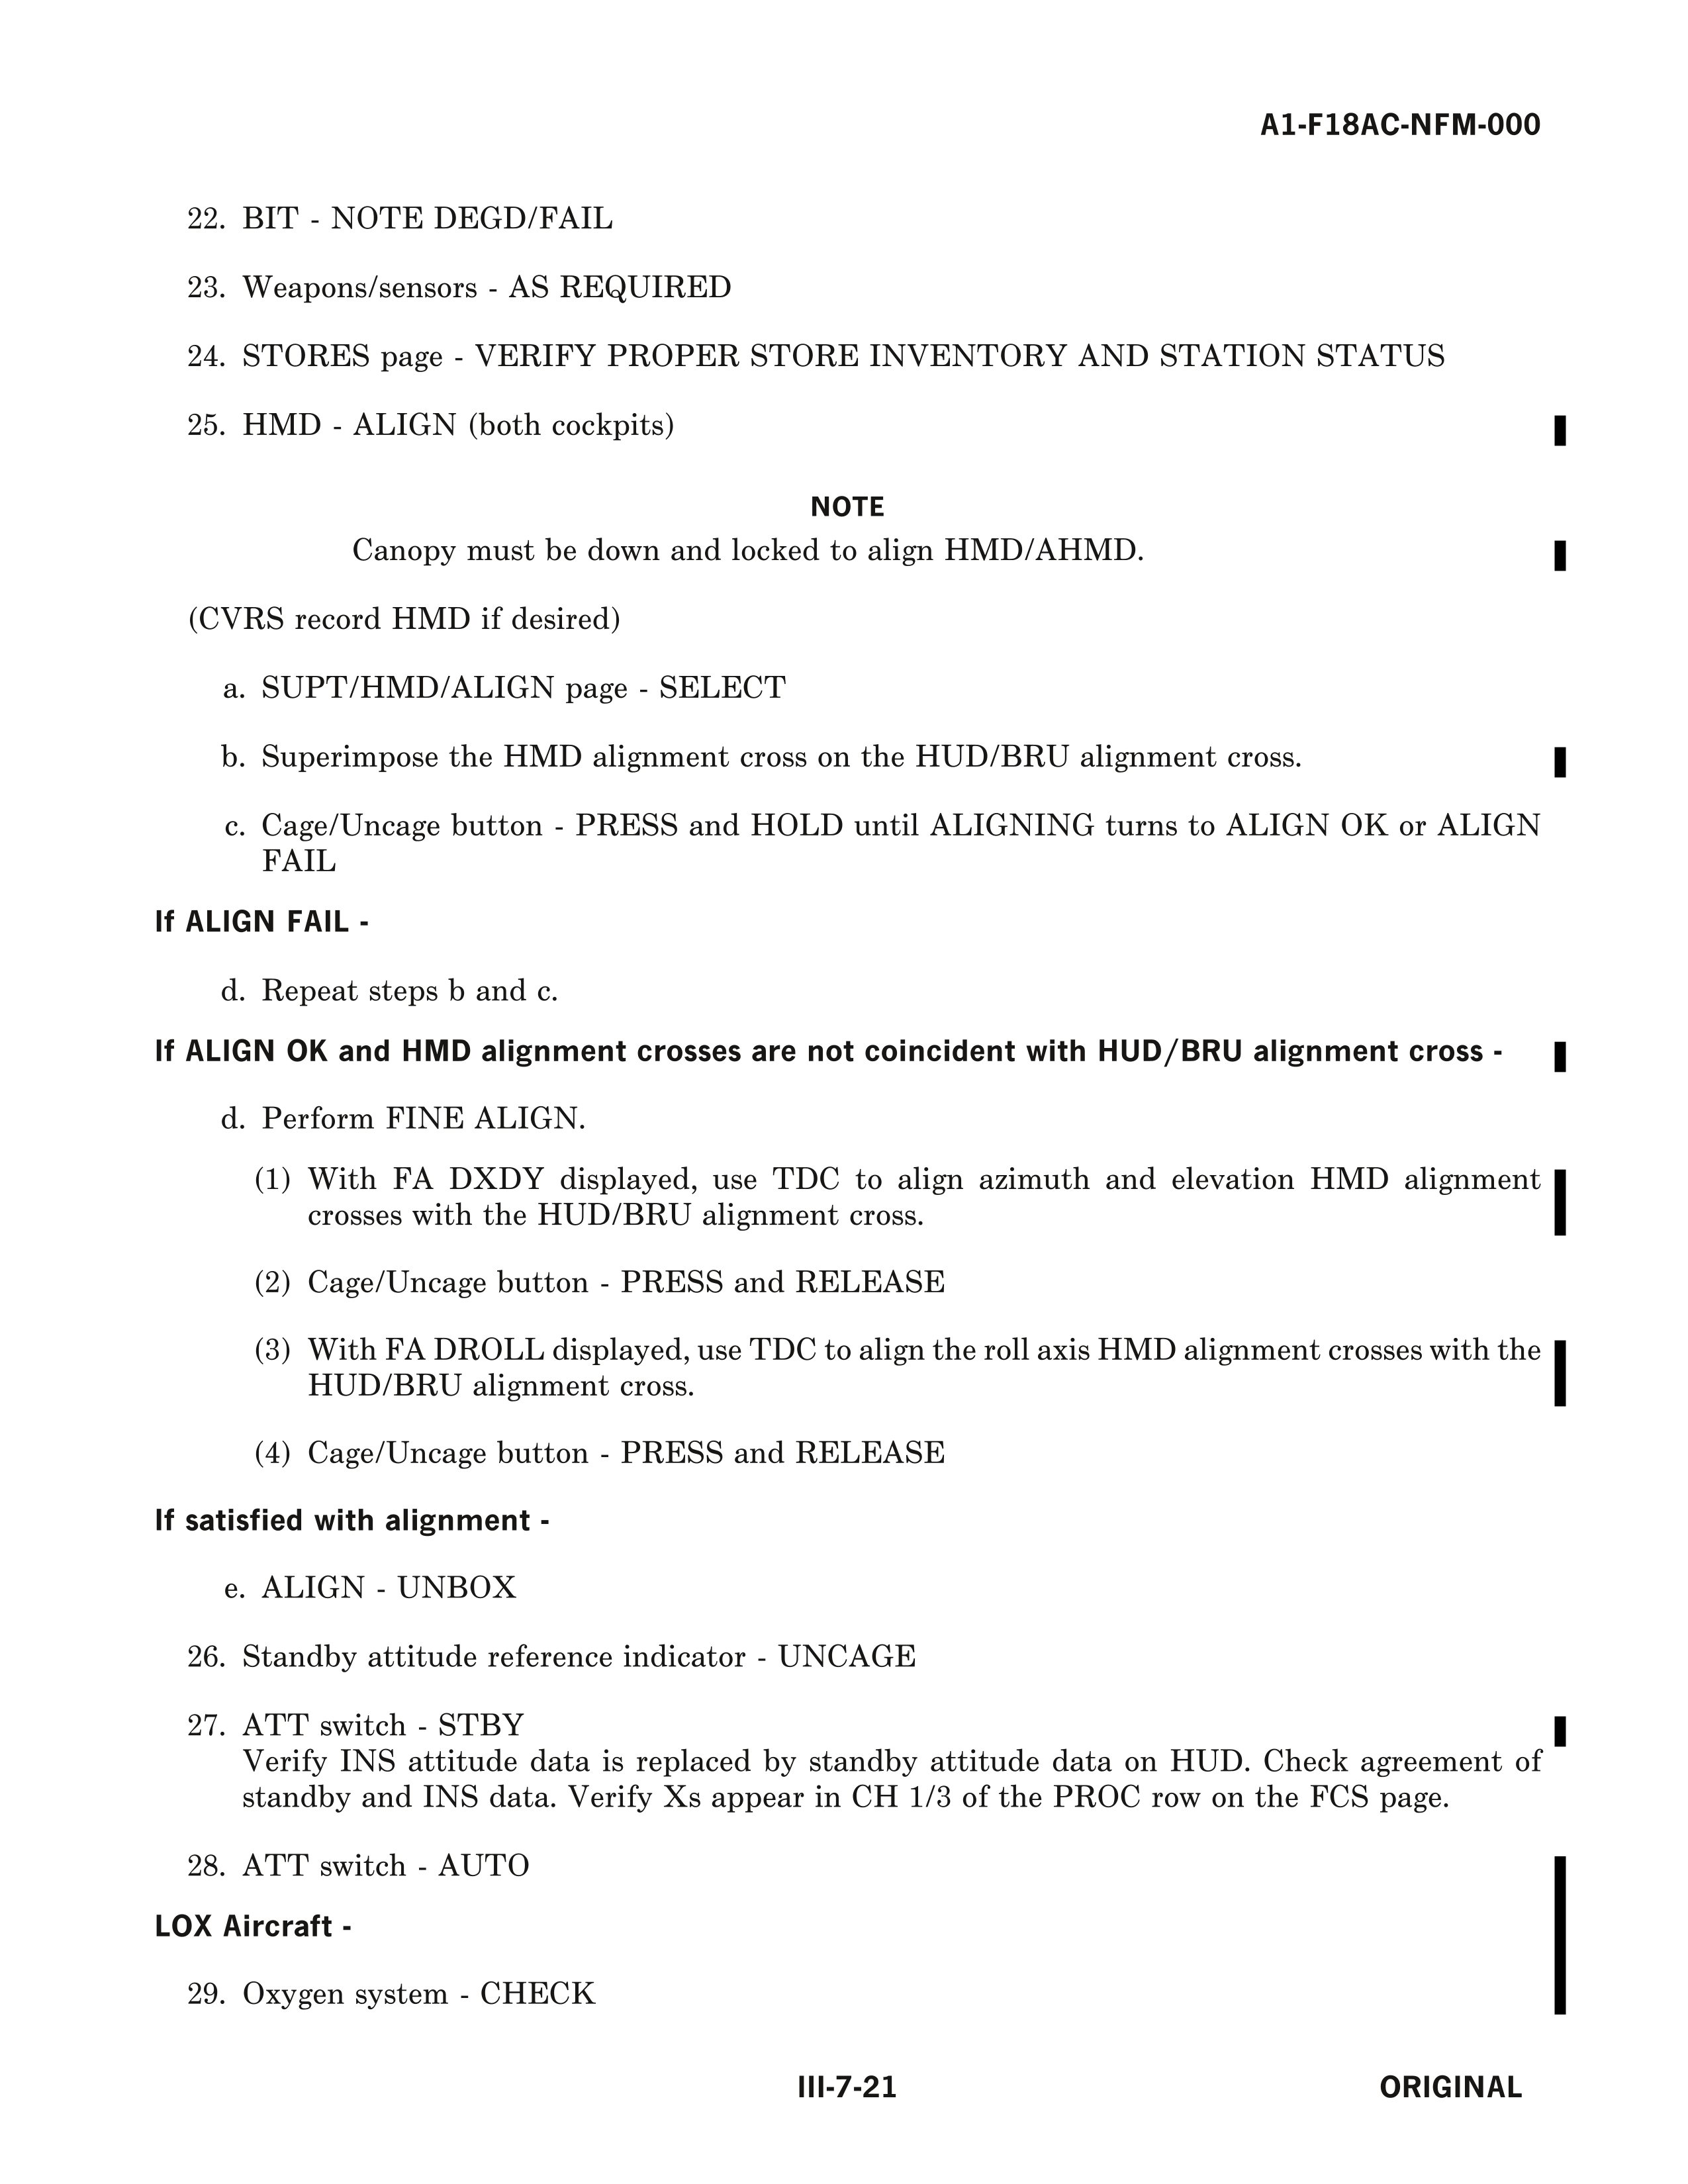 A1-F18AC-NFM-000
22. BIT - NOTE DEGD/FAIL
23. Weapons/sensors - AS REQUIRED
24. STORES page - VERIFY PROPER STORE INVENTORY AND STATION STATUS
25. HMD - ALIGN (both cockpits)
NOTE
Canopy must be down and locked to align HMD/AHMD.
(CVRS record HMD if desired)
a. SUPT/HMD/ALIGN page - SELECT
b. Superimpose the HMD alignment cross on the HUD/BRU alignment cross.
c. Cage/Uncage button - PRESS and HOLD until ALIGNING turns to ALIGN OK or ALIGN
FAIL
If ALIGN FAIL -
d. Repeat steps b and c.
If ALIGN OK and HMD alignment crosses are not coincident with HUD/BRU alignment cross -
d. Perform FINE ALIGN.
(1) With FA DXDY displayed, use TDC to align azimuth and elevation HMD alignment
crosses with the HUD/BRU alignment cross.
(2) Cage/Uncage button - PRESS and RELEASE
(3) With FA DROLL displayed, use TDC to align the roll axis HMD alignment crosses with the
HUD/BRU alignment cross.
(4) Cage/Uncage button - PRESS and RELEASE
If satisfied with alignment -
e. ALIGN - UNBOX
26. Standby attitude reference indicator - UNCAGE
27. ATT switch - STBY
Verify INS attitude data is replaced by standby attitude data on HUD. Check agreement of
standby and INS data. Verify Xs appear in CH 1/3 of the PROC row on the FCS page.
28. ATT switch - AUTO
LOX Aircraft -
29. Oxygen system - CHECK
III-7-21
ORIGINAL